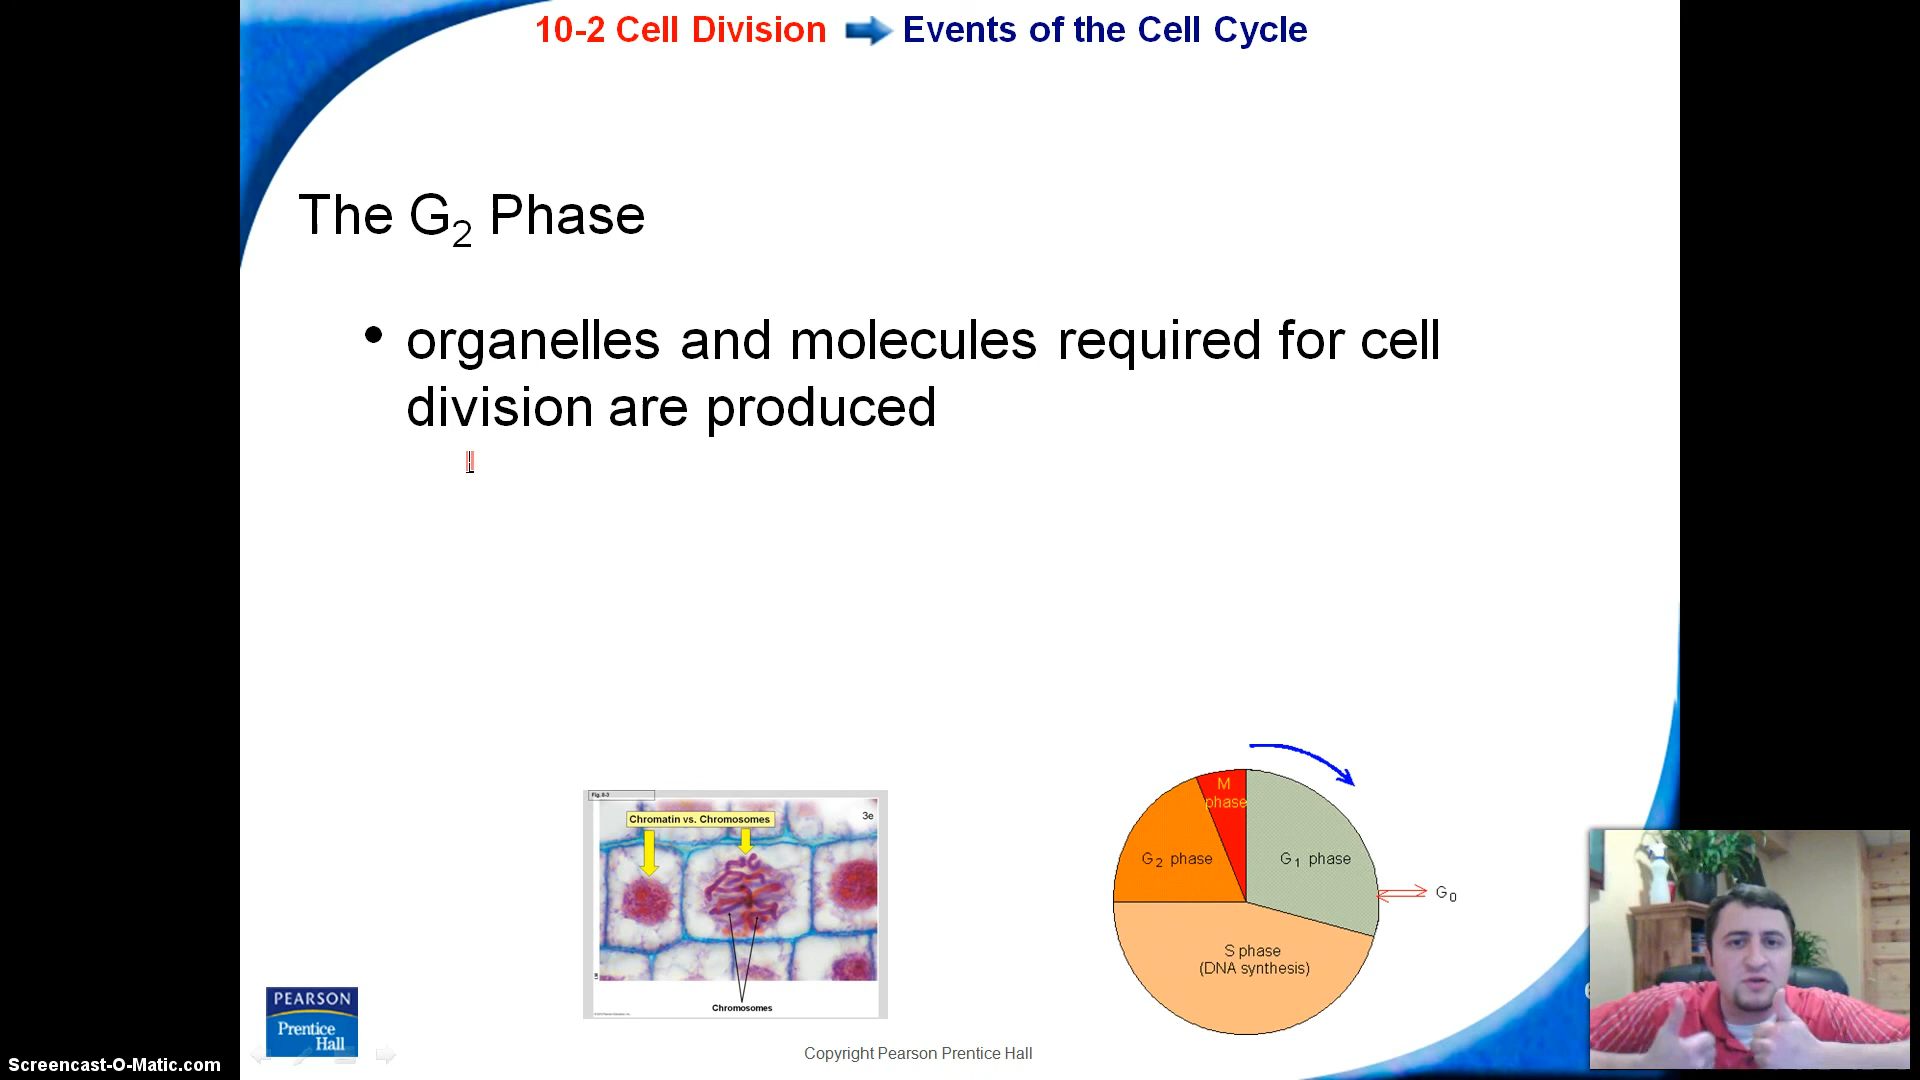 10-2 Cell Division Events of the Cell Cycle
The G2 Phase
• organelles and molecules required for cell
division are produced
Chromatin vs. Chromosomes
3e
Chromosomes
M
phase
G2 phase
G1 phase
G0
S phase
(DNA synthesis)
PEARSON
Prentice
Hall
Copyright Pearson Prentice Hall
Screencast-O-Matic.com